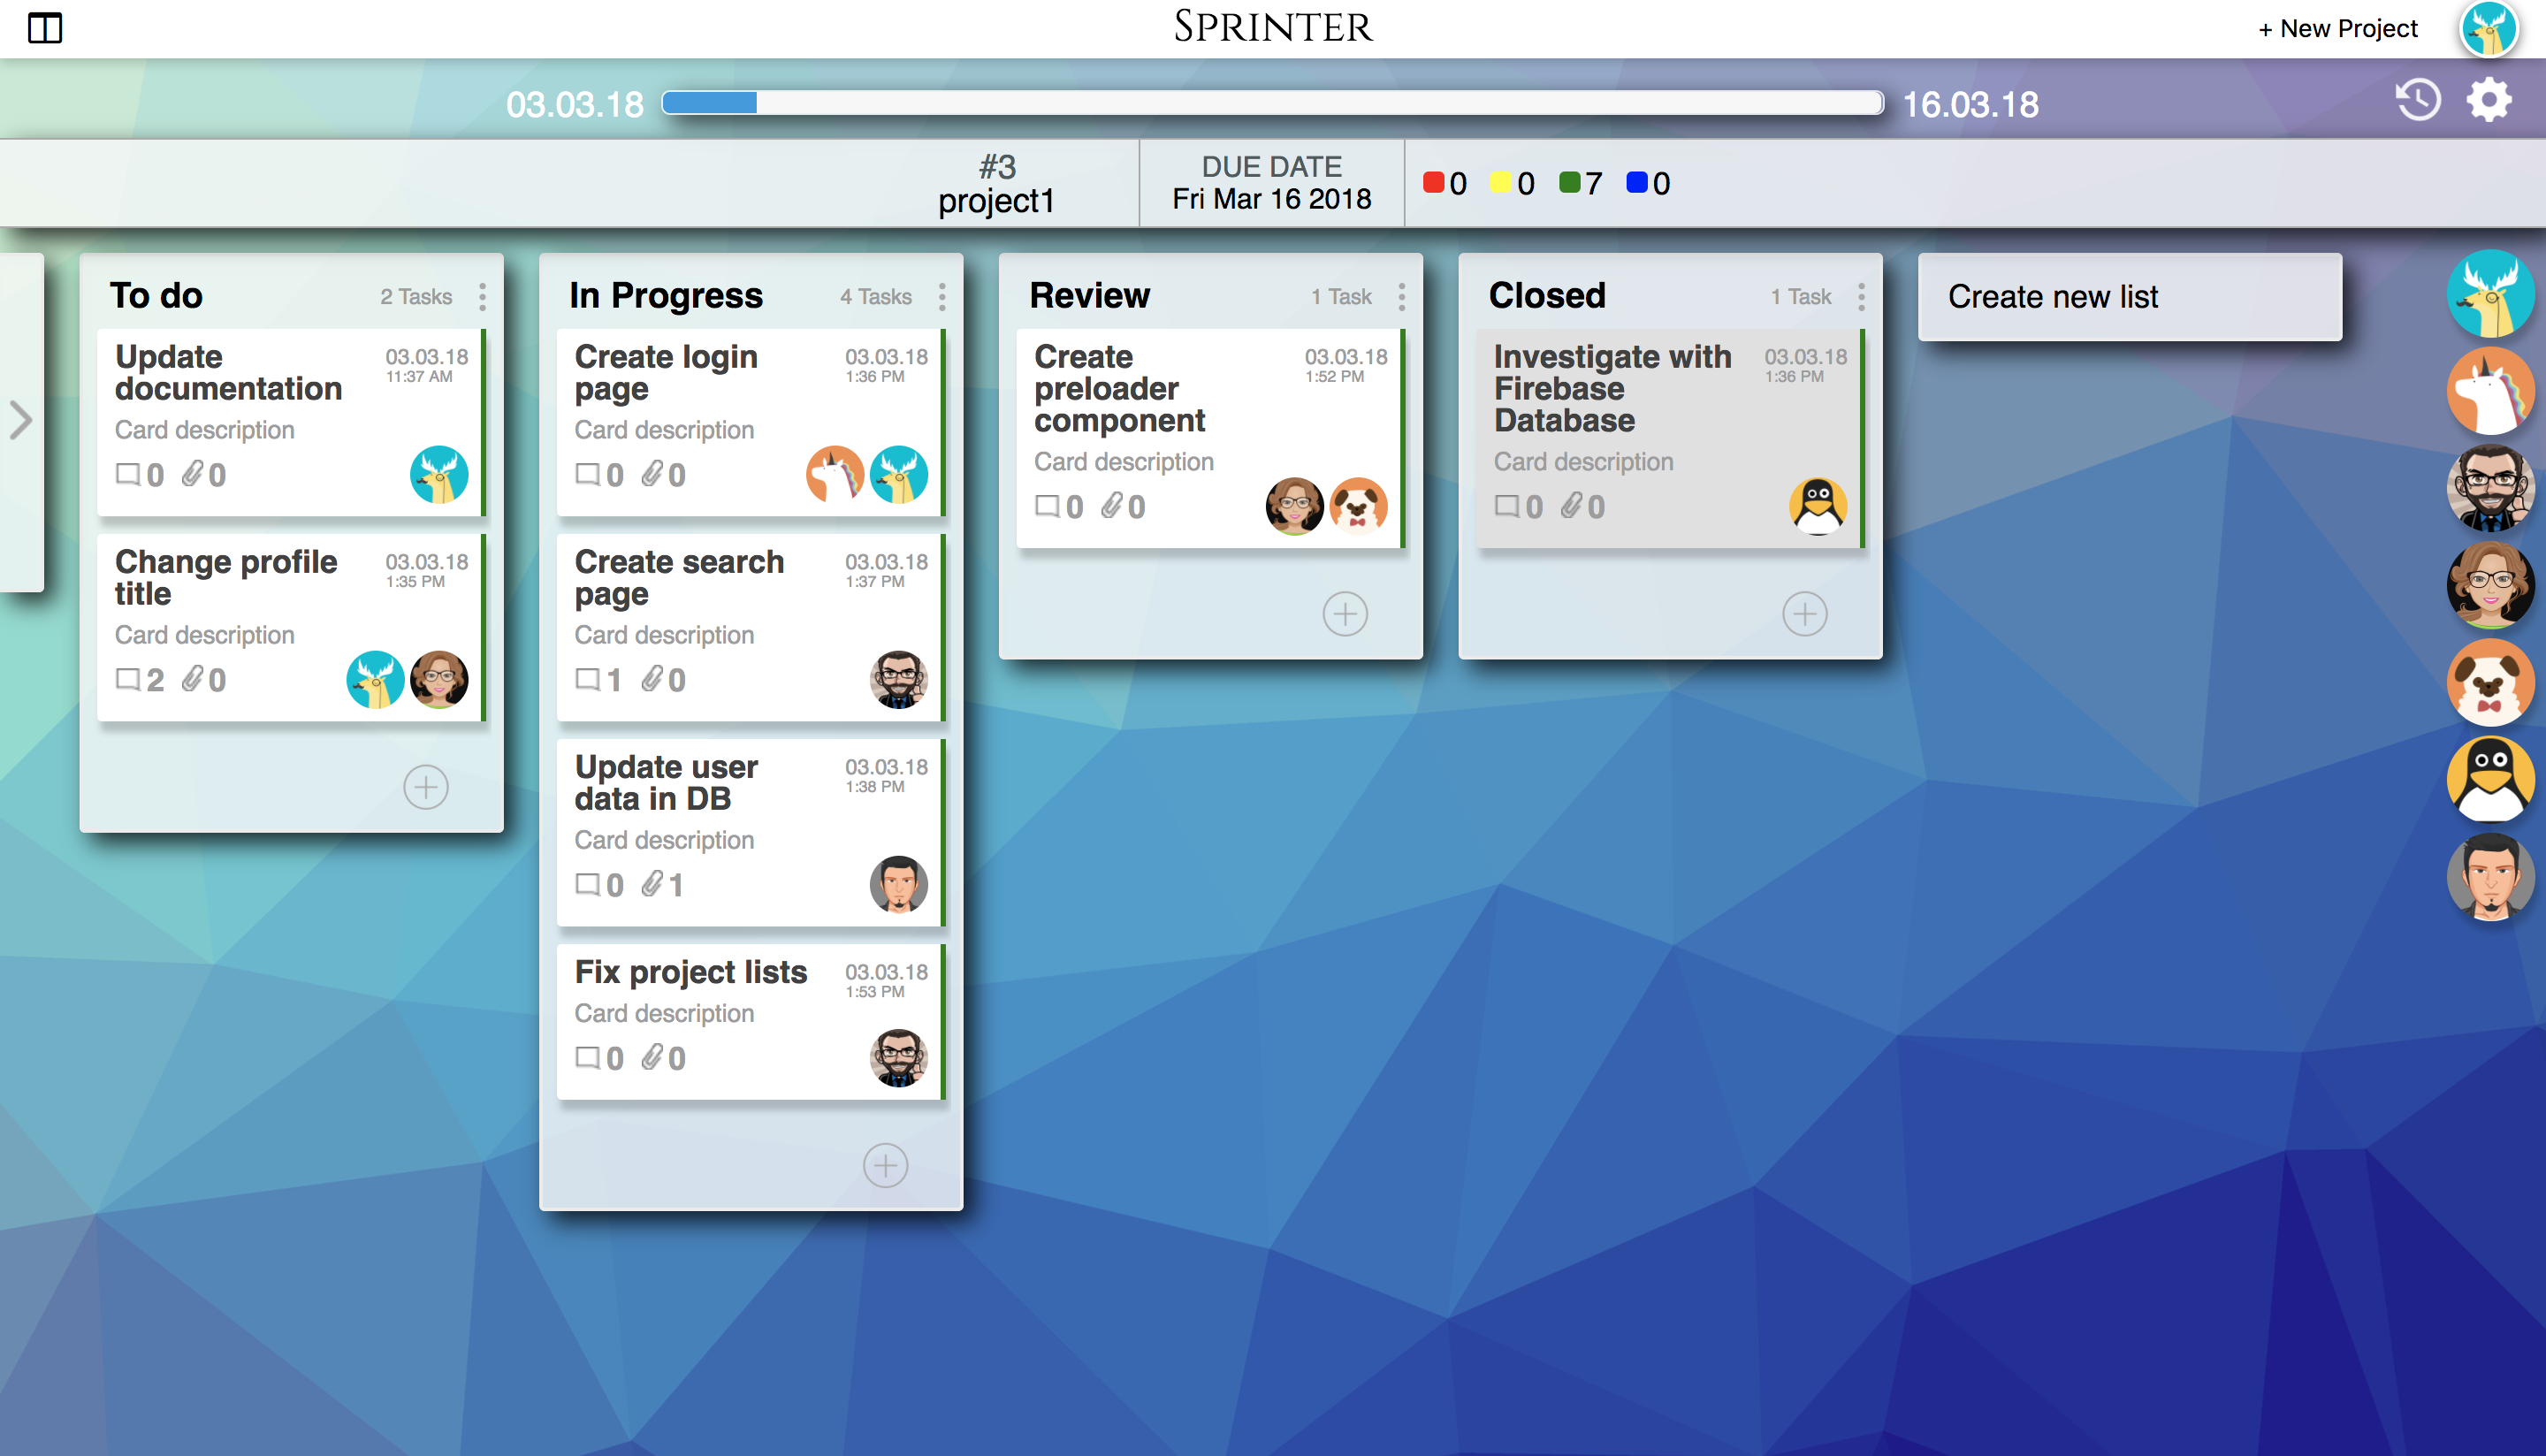 SPRINTER
+ New Project
03.03.18
16.03.18
#3
project1
DUE DATE
Fri Mar 16 2018
0
0
7
0
To do
2 Tasks
Update
documentation
03.03.18
11:37 AM
Card description
0 0
Change profile
title
03.03.18
1:35 PM
Card description
2 0
In Progress
4 Tasks
Create login
page
03.03.18
1:36 PM
Card description
0 0
Create search
page
03.03.18
1:37 PM
Card description
1 0
Update user
data in DB
03.03.18
1:38 PM
Card description
0 1
Fix project lists
03.03.18
1:53 PM
Card description
0 0
Review
1 Task
Create
preloader
component
03.03.18
1:52 PM
Card description
0 0
Closed
1 Task
Investigate with
Firebase
Database
03.03.18
1:36 PM
Card description
0 0
Create new list